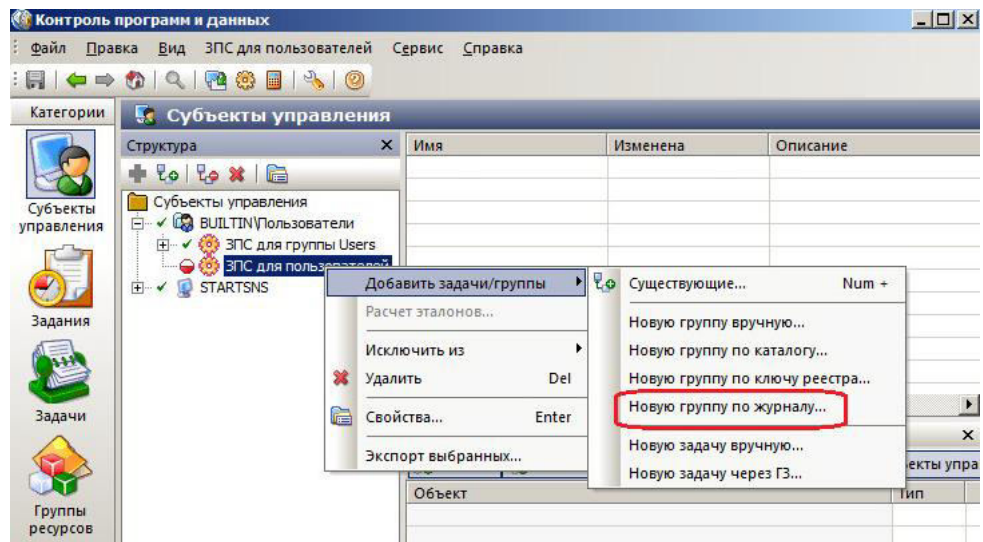 Контроль программ и данных
Файл Правка Вид ЗПС для пользователей Сервис Справка
Категории
Субъекты управления
Структура
Имя Изменена Описание
Субъекты управления
BUILTIN\Пользователи
ЗПС для группы Users
ЗПС для пользователей
STARTSNS
Субъекты
управления
Задания
Задачи
Группы
ресурсов
Добавить задачи/группы
Расчет эталонов...
Исключить из
Удалить Del
Свойства... Enter
Экспорт выбранных...
Существующие... Num +
Новую группу вручную...
Новую группу по каталогу...
Новую группу по ключу реестра...
Новую группу по журналу...
Новую задачу вручную...
Новую задачу через ГЗ...
Объект Тип